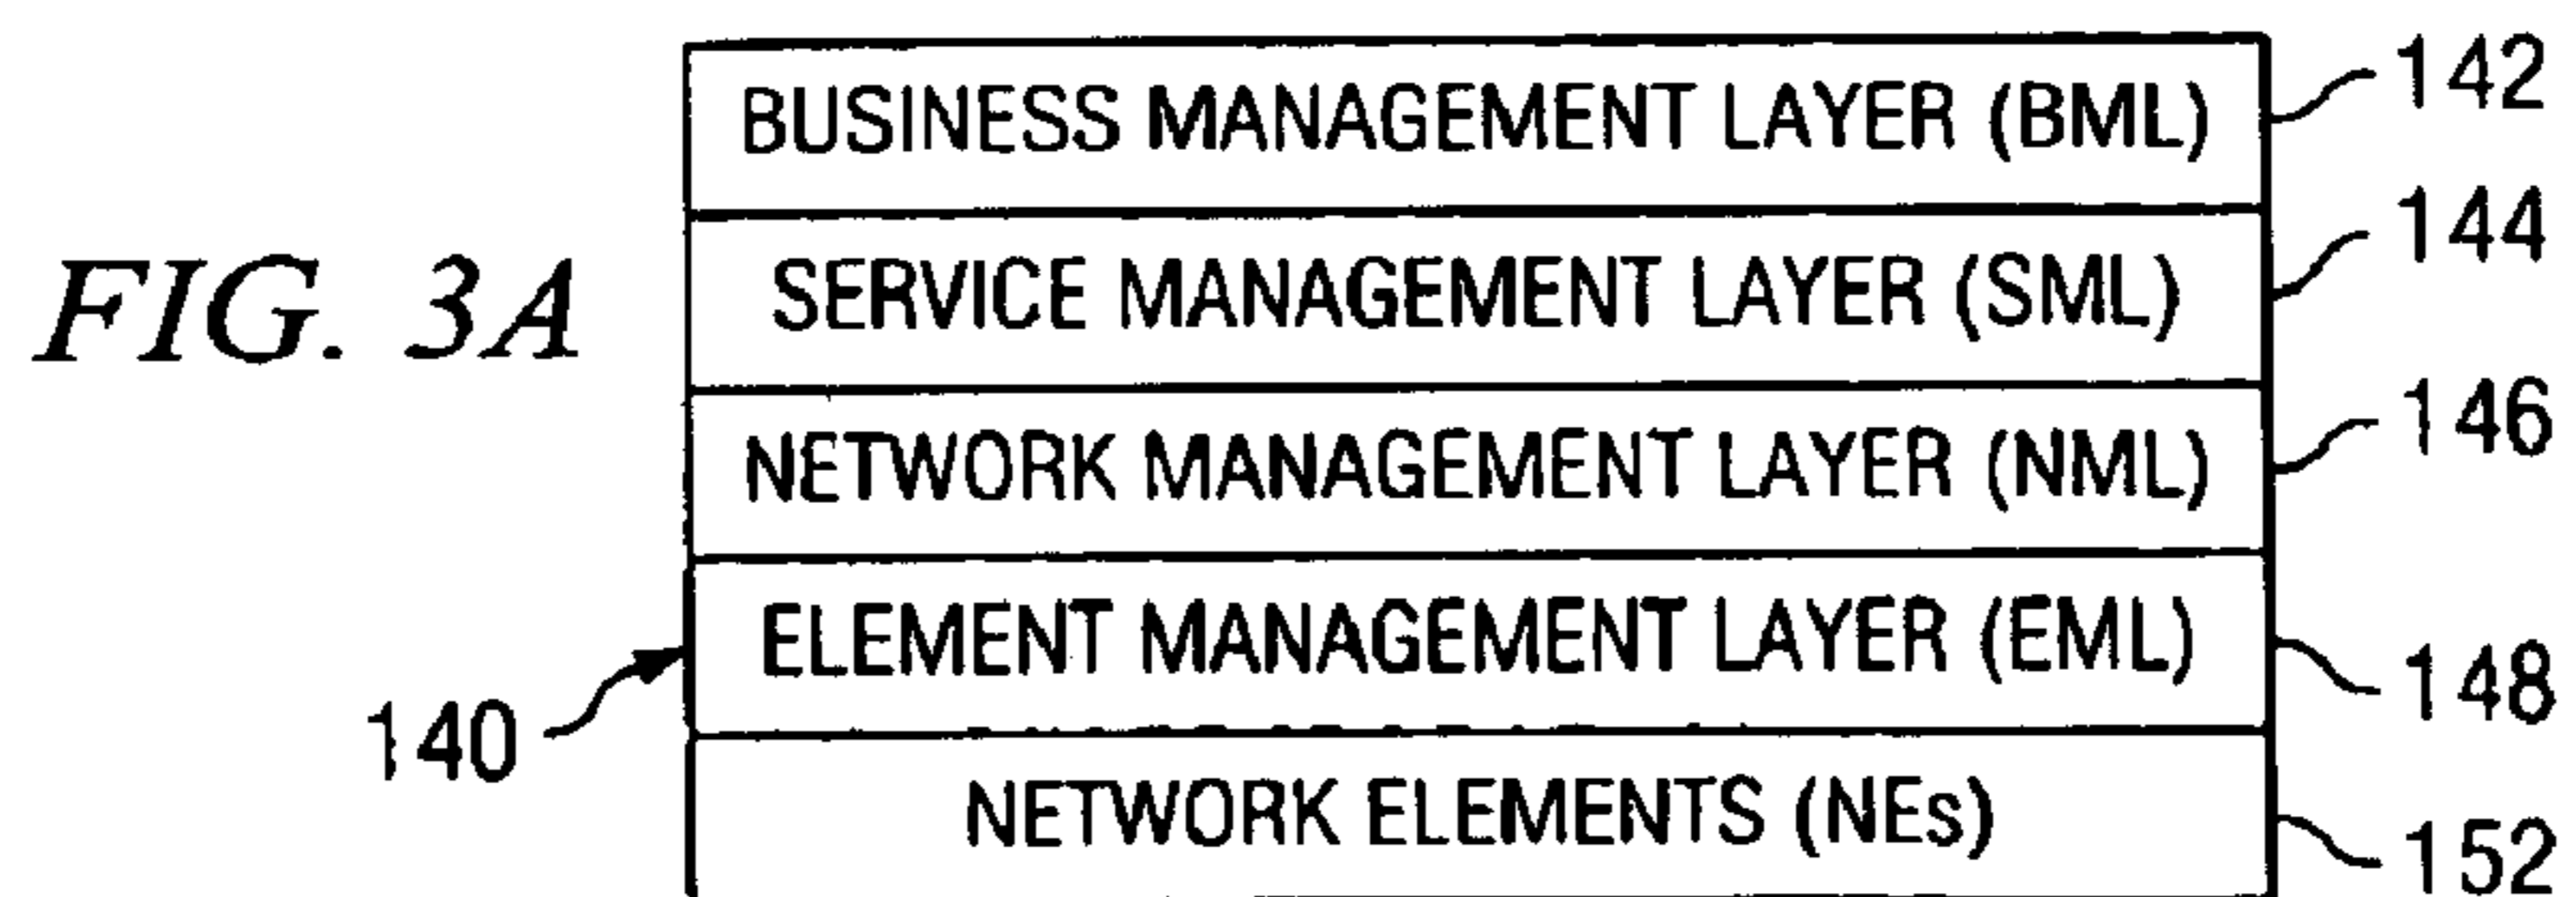 BUSINESS MANAGEMENT LAYER (BML) 142
SERVICE MANAGEMENT LAYER (SML) 144
FIG. 3A
NETWORK MANAGEMENT LAYER (NML) 146
ELEMENT MANAGEMENT LAYER (EML) 148
140
NETWORK ELEMENTS (NEs) 152